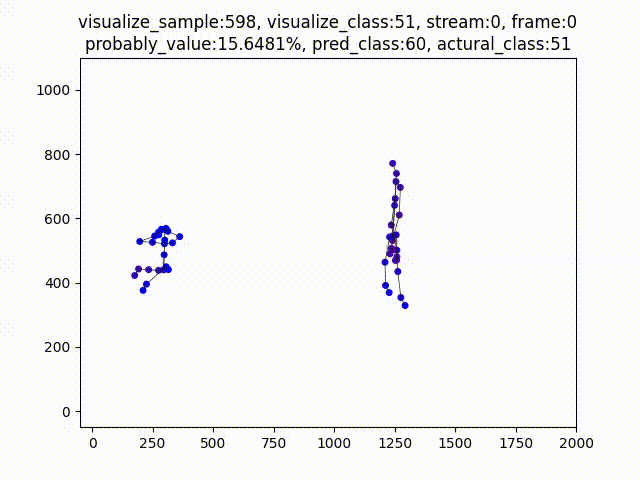 visualize_sample:598, visualize_class:51, stream:0, frame:0
probably_value:15.6481%, pred_class:60, actural_class:51
1000
800
600
400
200
0
0 250 500 750 1000 1250 1500 1750 2000